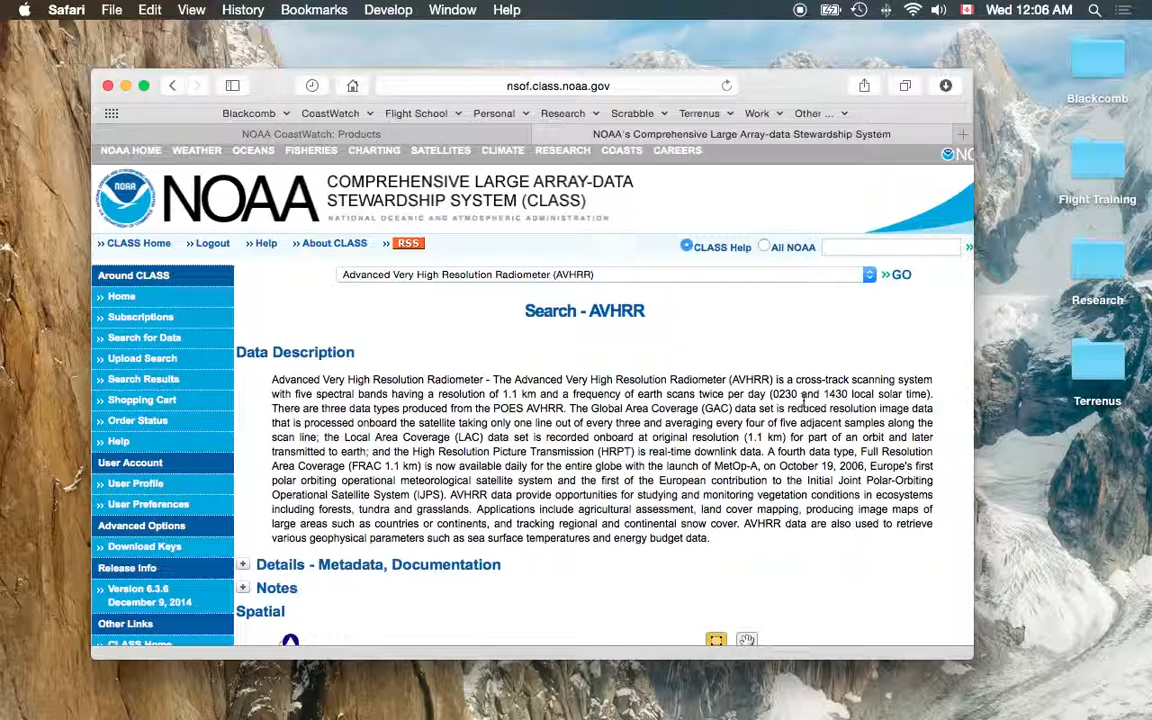 Safari File Edit View History Bookmarks Develop Window Help Wed 12:06 AM
nsof.class.noaa.gov
Blackcomb CoastWatch Flight School Personal Research Scrabble Terrenus Work Other ...
NOAA CoastWatch: Products NOAA's Comprehensive Large Array-data Stewardship System
NOAA HOME WEATHER OCEANS FISHERIES CHARTING SATELLITES CLIMATE RESEARCH COASTS CAREERS
NOAA
NOAA
COMPREHENSIVE LARGE ARRAY-DATA
STEWARDSHIP SYSTEM (CLASS)
NATIONAL OCEANIC AND ATMOSPHERIC ADMINISTRATION
» CLASS Home » Logout » Help » About CLASS » RSS CLASS Help All NOAA »
Around CLASS
» Home
» Subscriptions
» Search for Data
» Upload Search
» Search Results
» Shopping Cart
» Order Status
» Help
User Account
» User Profile
» User Preferences
Advanced Options
» Download Keys
Release Info
» Version 6.3.6
December 9, 2014
Other Links
» CLASS Home
Advanced Very High Resolution Radiometer (AVHRR) »GO
Search - AVHRR
Data Description
Advanced Very High Resolution Radiometer - The Advanced Very High Resolution Radiometer (AVHRR) is a cross-track scanning system
with five spectral bands having a resolution of 1.1 km and a frequency of earth scans twice per day (0230 and 1430 local solar time).
There are three data types produced from the POES AVHRR. The Global Area Coverage (GAC) data set is reduced resolution image data
that is processed onboard the satellite taking only one line out of every three and averaging every four of five adjacent samples along the
scan line; the Local Area Coverage (LAC) data set is recorded onboard at original resolution (1.1 km) for part of an orbit and later
transmitted to earth; and the High Resolution Picture Transmission (HRPT) is real-time downlink data. A fourth data type, Full Resolution
Area Coverage (FRAC 1.1 km) is now available daily for the entire globe with the launch of MetOp-A, on October 19, 2006, Europe's first
polar orbiting operational meteorological satellite system and the first of the European contribution to the Initial Joint Polar-Orbiting
Operational Satellite System (IJPS). AVHRR data provide opportunities for studying and monitoring vegetation conditions in ecosystems
including forests, tundra and grasslands. Applications include agricultural assessment, land cover mapping, producing image maps of
large areas such as countries or continents, and tracking regional and continental snow cover. AVHRR data are also used to retrieve
various geophysical parameters such as sea surface temperatures and energy budget data.
Details - Metadata, Documentation
Notes
Spatial
Blackcomb
Flight Training
Research
Terrenus